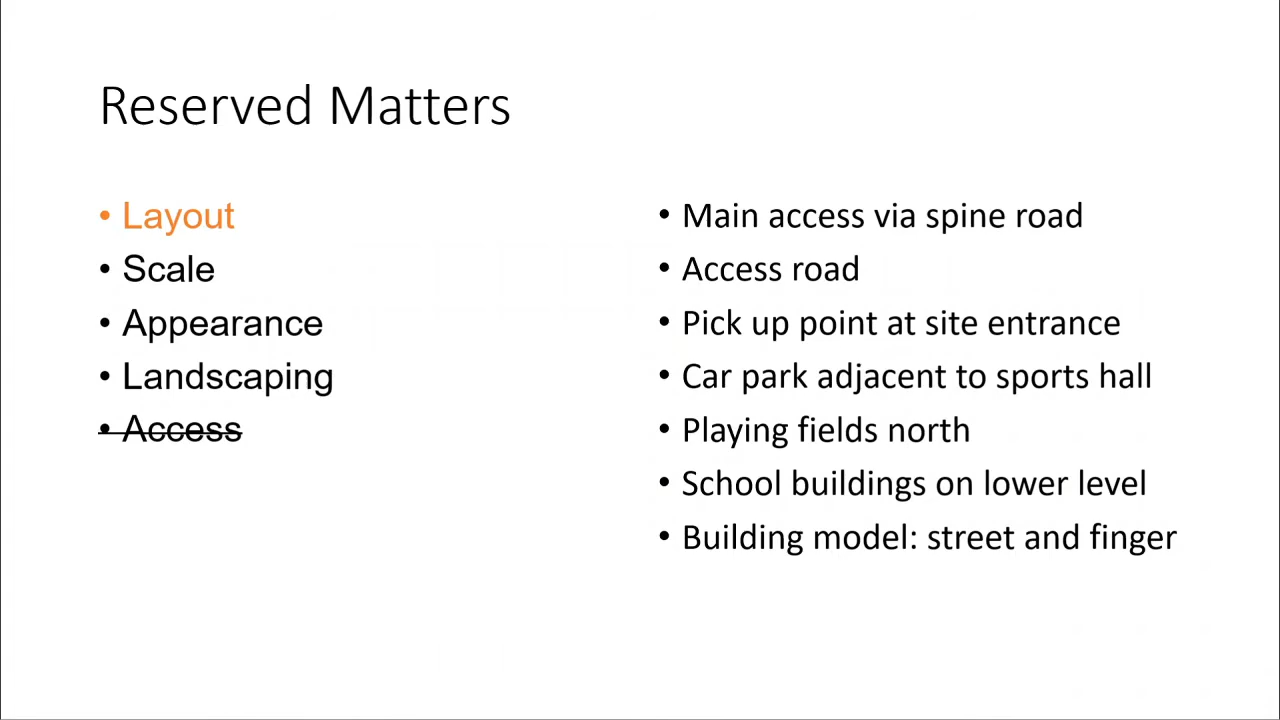 Reserved Matters
• Layout
• Scale
• Appearance
• Landscaping
• Access
• Main access via spine road
• Access road
• Pick up point at site entrance
• Car park adjacent to sports hall
• Playing fields north
• School buildings on lower level
• Building model: street and finger